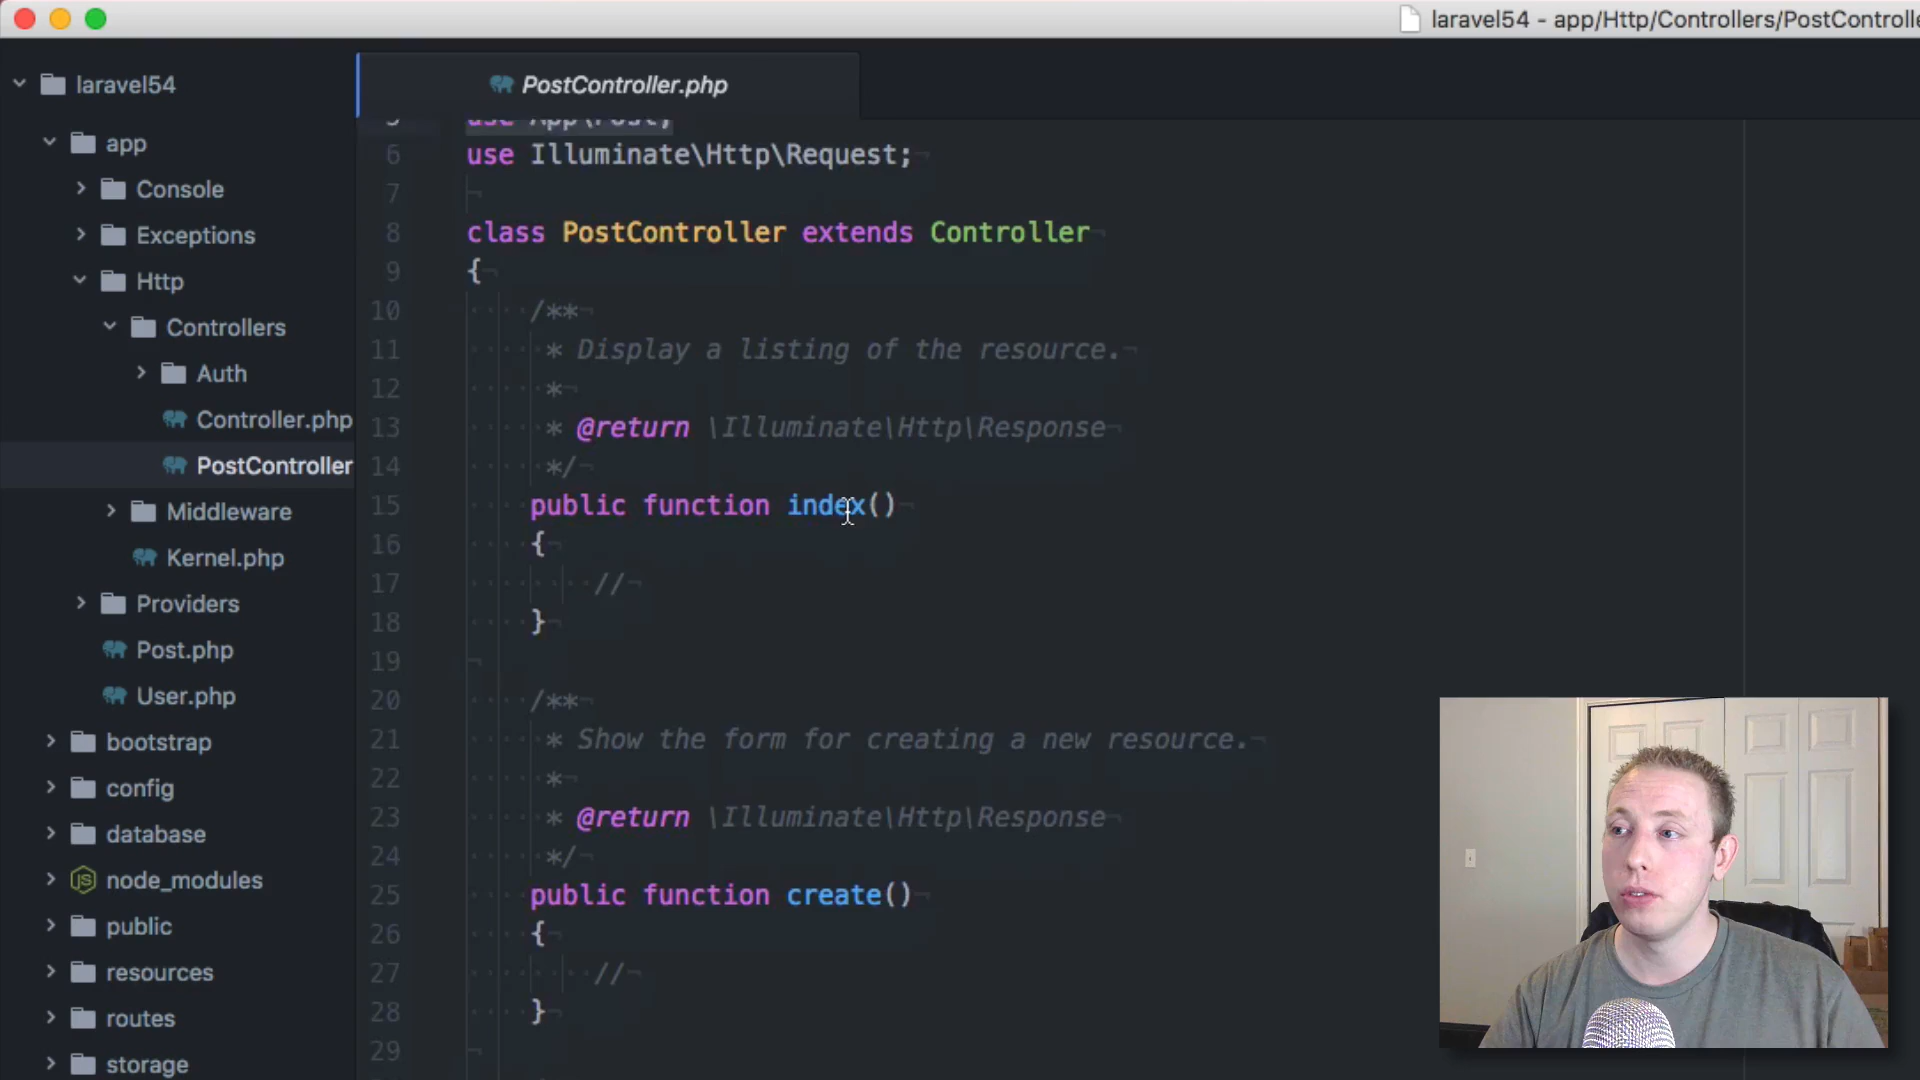 laravel54 - app/Http/Controllers/PostControlle
laravel54
app
Console
Exceptions
Http
Controllers
Auth
Controller.php
PostController
Middleware
Kernel.php
Providers
Post.php
User.php
bootstrap
config
database
node_modules
public
resources
routes
storage
PostController.php
5 use App\Post;
6 use Illuminate\Http\Request;
7
8 class PostController extends Controller
9 {
10 /**
11 * Display a listing of the resource.
12 *
13 * @return \Illuminate\Http\Response
14 */
15 public function index()
16 {
17 //
18 }
19
20 /**
21 * Show the form for creating a new resource.
22 *
23 * @return \Illuminate\Http\Response
24 */
25 public function create()
26 {
27 //
28 }
29